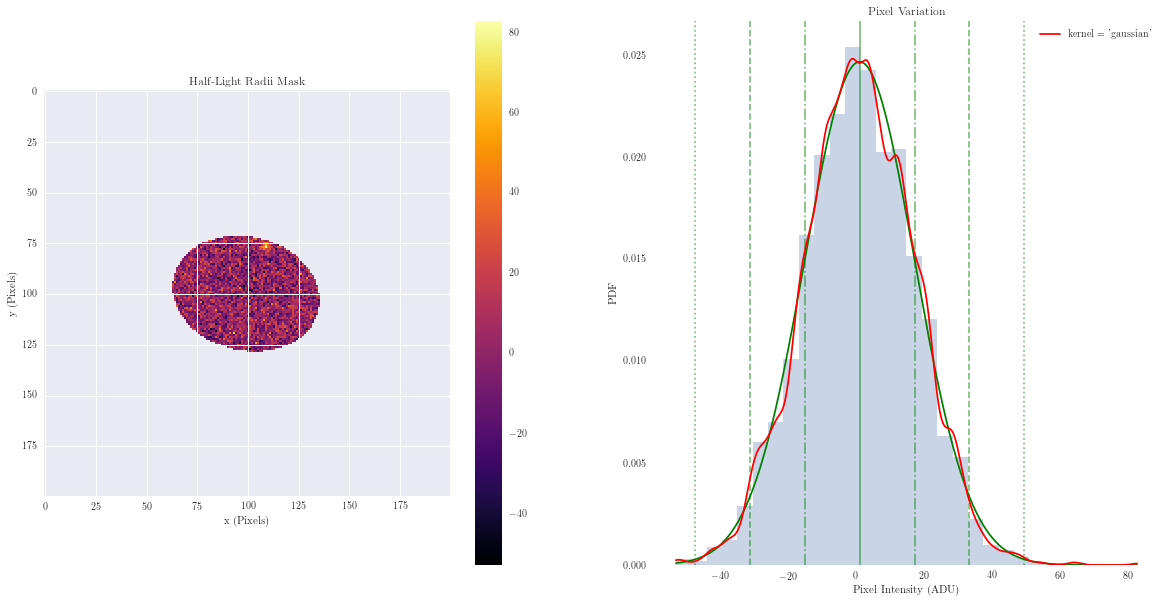 Half-Light Radii Mask
0
25
50
75
100
125
150
175
y (Pixels)
0 25 50 75 100 125 150 175
x (Pixels)
80
60
40
20
0
−20
−40
Pixel Variation
kernel = 'gaussian'
0.025
0.020
0.015
0.010
0.005
0.000
PDF
−40 −20 0 20 40 60 80
Pixel Intensity (ADU)